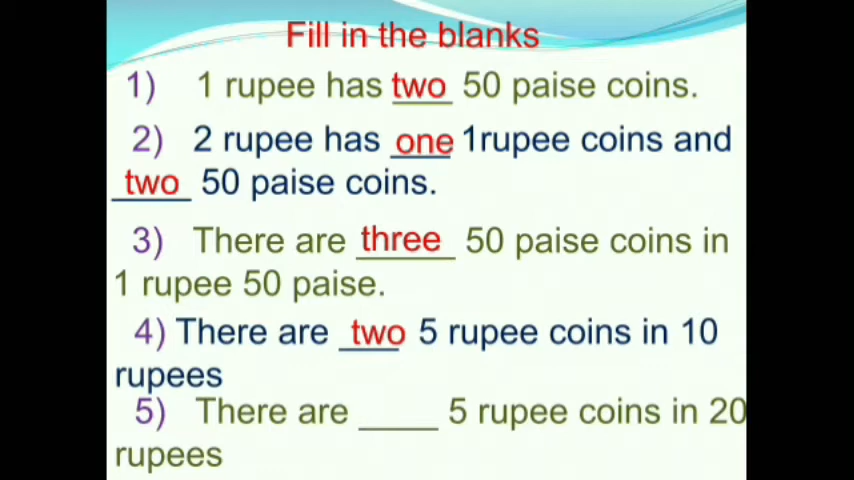 Fill in the blanks
1) 1 rupee has two 50 paise coins.
2) 2 rupee has one 1rupee coins and
two 50 paise coins.
3) There are three 50 paise coins in
1 rupee 50 paise.
4) There are two 5 rupee coins in 10
rupees
5) There are ____ 5 rupee coins in 20
rupees